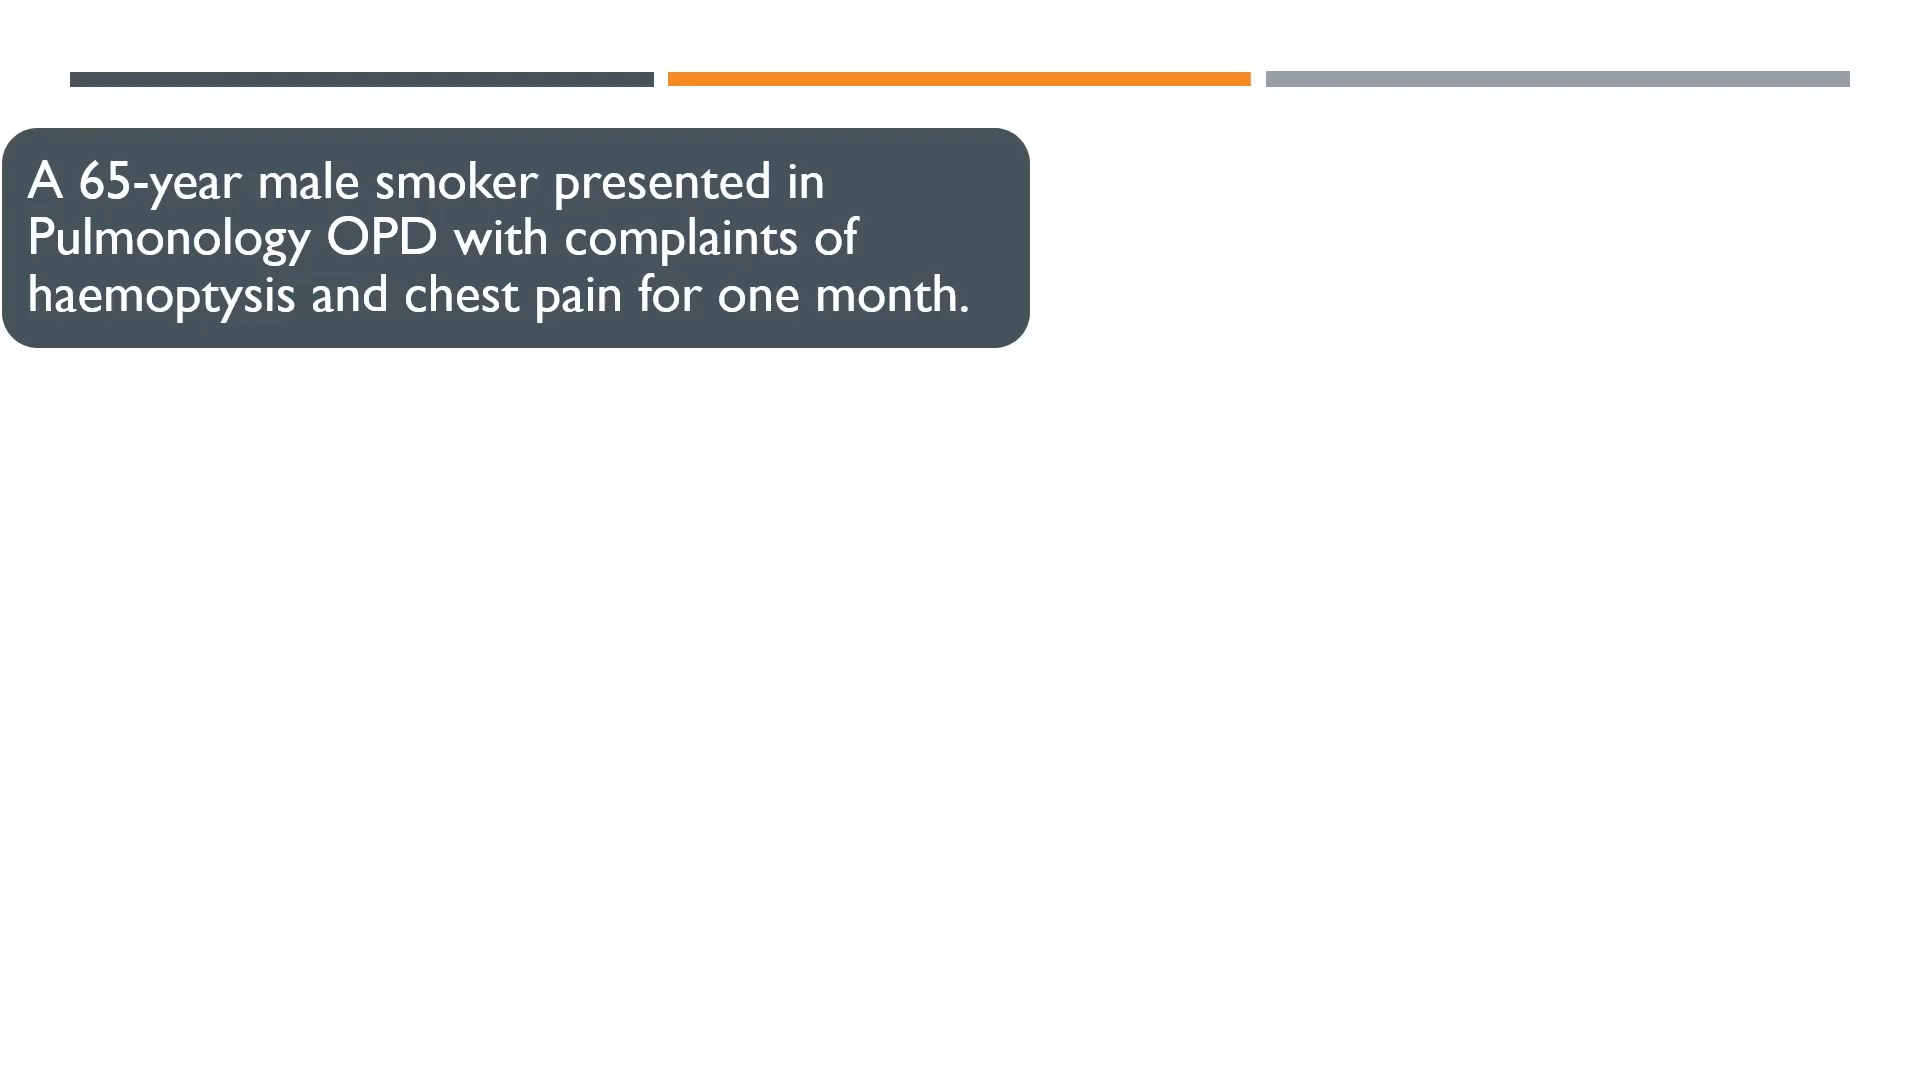 A 65-year male smoker presented in
Pulmonology OPD with complaints of
haemoptysis and chest pain for one month.